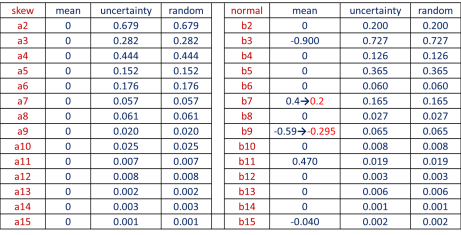 skew mean uncertainty random normal mean uncertainty random
a2 0 0.679 0.679 b2 0 0.200 0.200
a3 0 0.282 0.282 b3 -0.900 0.727 0.727
a4 0 0.444 0.444 b4 0 0.126 0.126
a5 0 0.152 0.152 b5 0 0.365 0.365
a6 0 0.176 0.176 b6 0 0.060 0.060
a7 0 0.057 0.057 b7 0.4→0.2 0.165 0.165
a8 0 0.061 0.061 b8 0 0.027 0.027
a9 0 0.020 0.020 b9 -0.59→-0.295 0.065 0.065
a10 0 0.025 0.025 b10 0 0.008 0.008
a11 0 0.007 0.007 b11 0.470 0.019 0.019
a12 0 0.008 0.008 b12 0 0.003 0.003
a13 0 0.002 0.002 b13 0 0.006 0.006
a14 0 0.003 0.003 b14 0 0.001 0.001
a15 0 0.001 0.001 b15 -0.040 0.002 0.002